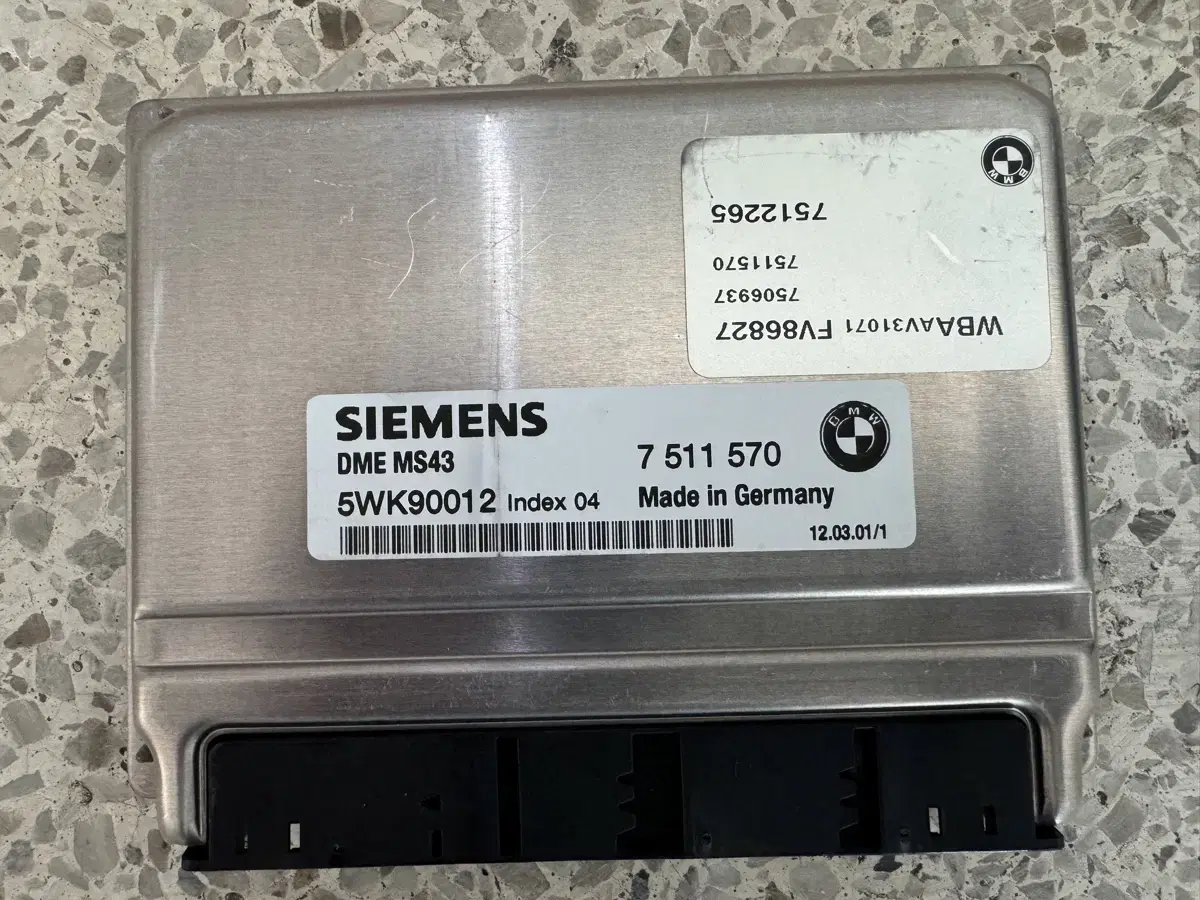 BMW
7512265
7511570
7506937
WBAAV31071 FV86827
SIEMENS
DME MS43
7 511 570
BMW
5WK90012 Index 04
Made in Germany
12.03.01/1